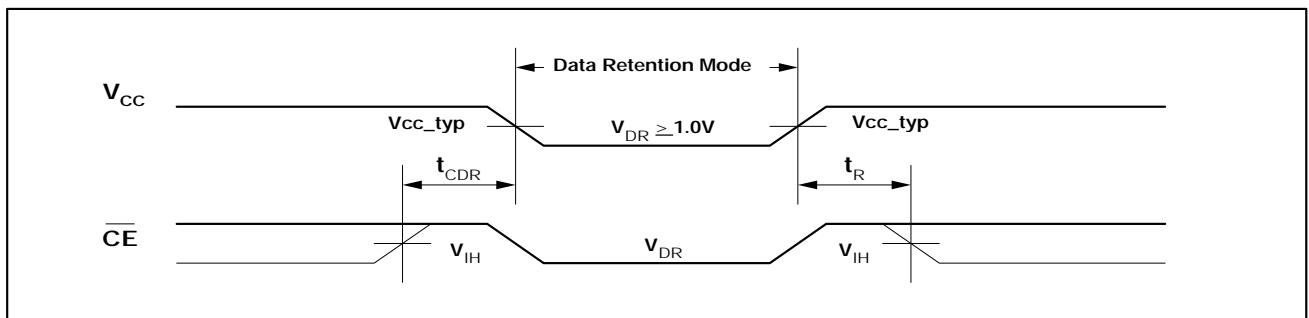 Data Retention Mode
VCC
Vcc_typ
VDR ≥1.0V
Vcc_typ
tCDR
tR
CE
VIH
VDR
VIH